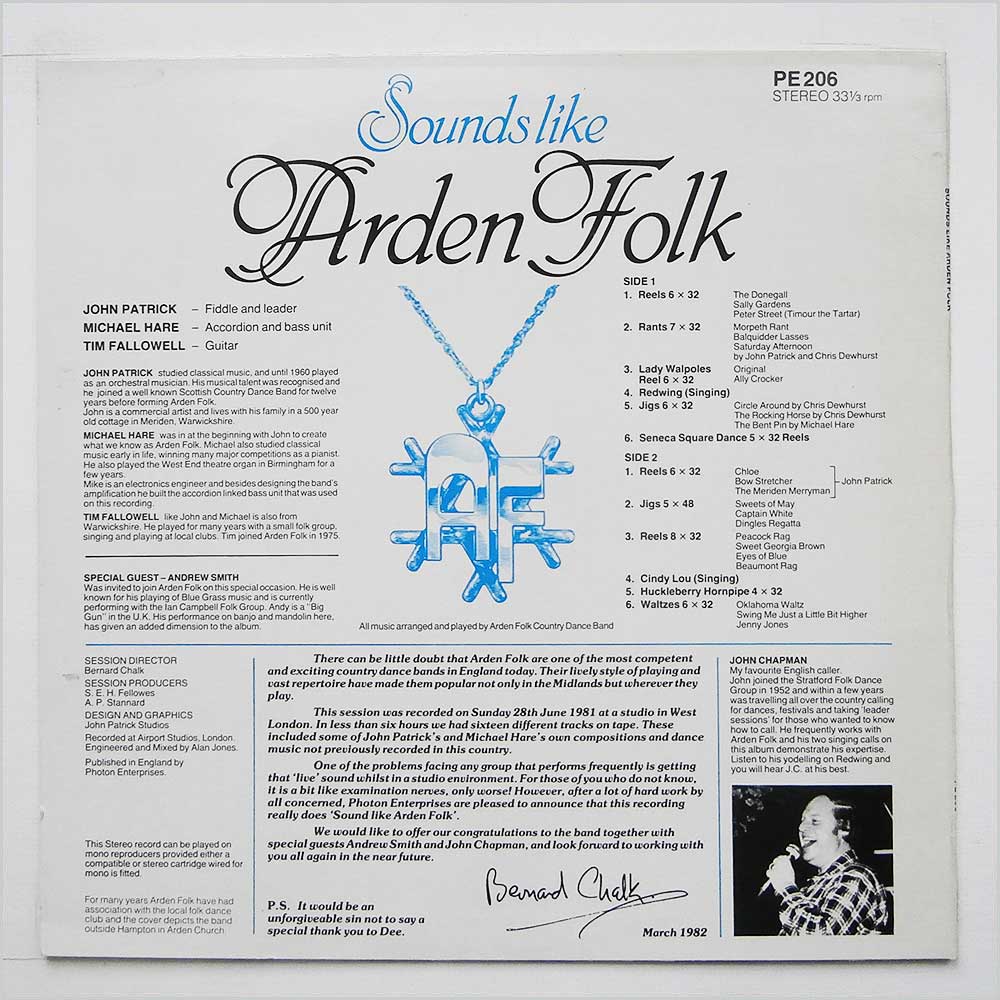 PE 206
STEREO 33⅓ rpm
Sounds like
Arden Folk
SOUNDS LIKE ARDEN FOLK
JOHN PATRICK – Fiddle and leader
MICHAEL HARE – Accordion and bass unit
TIM FALLOWELL – Guitar
JOHN PATRICK studied classical music, and until 1960 played
as an orchestral musician. His musical talent was recognised and
he joined a well known Scottish Country Dance Band for twelve
years before forming Arden Folk.
John is a commercial artist and lives with his family in a 500 year
old cottage in Meriden, Warwickshire.
MICHAEL HARE was in at the beginning with John to create
what we know as Arden Folk. Michael also studied classical
music early in life, winning many major competitions as a pianist.
He also played the West End theatre organ in Birmingham for a
few years.
Mike is an electronics engineer and besides designing the band's
amplification he built the accordion linked bass unit that was used
on this recording.
TIM FALLOWELL like John and Michael is also from
Warwickshire. He played for many years with a small folk group,
singing and playing at local clubs. Tim joined Arden Folk in 1975.
SPECIAL GUEST – ANDREW SMITH
Was invited to join Arden Folk on this special occasion. He is well
known for his playing of Blue Grass music and is currently
performing with the Ian Campbell Folk Group. Andy is a "Big
Gun" in the U.K. His performance on banjo and mandolin here,
has given an added dimension to the album.
AF
SIDE 1
1. Reels 6 × 32 The Donegall
Sally Gardens
Peter Street (Timour the Tartar)
2. Rants 7 × 32 Morpeth Rant
Balquidder Lasses
Saturday Afternoon
by John Patrick and Chris Dewhurst
3. Lady Walpoles Original
Reel 6 × 32 Ally Crocker
4. Redwing (Singing)
5. Jigs 6 × 32 Circle Around by Chris Dewhurst
The Rocking Horse by Chris Dewhurst
The Bent Pin by Michael Hare
6. Seneca Square Dance 5 × 32 Reels
SIDE 2
1. Reels 6 × 32 Chloe
Bow Stretcher John Patrick
The Meriden Merryman
2. Jigs 5 × 48 Sweets of May
Captain White
Dingles Regatta
3. Reels 8 × 32 Peacock Rag
Sweet Georgia Brown
Eyes of Blue
Beaumont Rag
4. Cindy Lou (Singing)
5. Huckleberry Hornpipe 4 × 32
6. Waltzes 6 × 32 Oklahoma Waltz
Swing Me Just a Little Bit Higher
Jenny Jones
All music arranged and played by Arden Folk Country Dance Band
SESSION DIRECTOR
Bernard Chalk
SESSION PRODUCERS
S. E. H. Fellowes
A. P. Stannard
DESIGN AND GRAPHICS
John Patrick Studios
Recorded at Airport Studios, London.
Engineered and Mixed by Alan Jones.
Published in England by
Photon Enterprises.
This Stereo record can be played on
mono reproducers provided either a
compatible or stereo cartridge wired for
mono is fitted.
For many years Arden Folk have had
association with the local folk dance
club and the cover depicts the band
outside Hampton in Arden Church.
There can be little doubt that Arden Folk are one of the most competent
and exciting country dance bands in England today. Their lively style of playing and
vast repertoire have made them popular not only in the Midlands but wherever they
play.
This session was recorded on Sunday 28th June 1981 at a studio in West
London. In less than six hours we had sixteen different tracks on tape. These
included some of John Patrick's and Michael Hare's own compositions and dance
music not previously recorded in this country.
One of the problems facing any group that performs frequently is getting
that 'live' sound whilst in a studio environment. For those of you who do not know,
it is a bit like examination nerves, only worse! However, after a lot of hard work by
all concerned, Photon Enterprises are pleased to announce that this recording
really does 'Sound like Arden Folk'.
We would like to offer our congratulations to the band together with
special guests Andrew Smith and John Chapman, and look forward to working with
you all again in the near future.
Bernard Chalk
P.S. It would be an
unforgiveable sin not to say a
special thank you to Dee.
March 1982
JOHN CHAPMAN
My favourite English caller.
John joined the Stratford Folk Dance
Group in 1952 and within a few years
was travelling all over the country calling
for dances, festivals and taking 'leader
sessions' for those who wanted to know
how to call. He frequently works with
Arden Folk and his two singing calls on
this album demonstrate his expertise.
Listen to his yodelling on Redwing and
you will hear J.C. at his best.